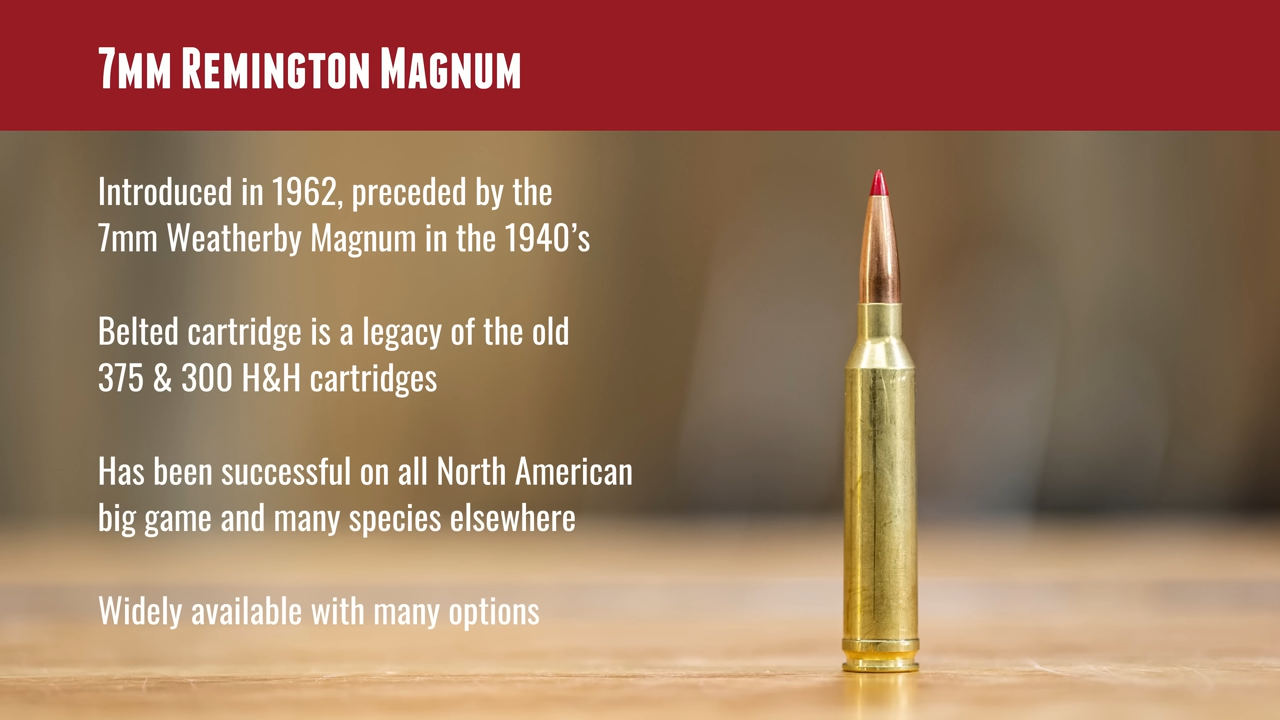 7mm Remington Magnum
Introduced in 1962, preceded by the
7mm Weatherby Magnum in the 1940’s
Belted cartridge is a legacy of the old
375 & 300 H&H cartridges
Has been successful on all North American
big game and many species elsewhere
Widely available with many options